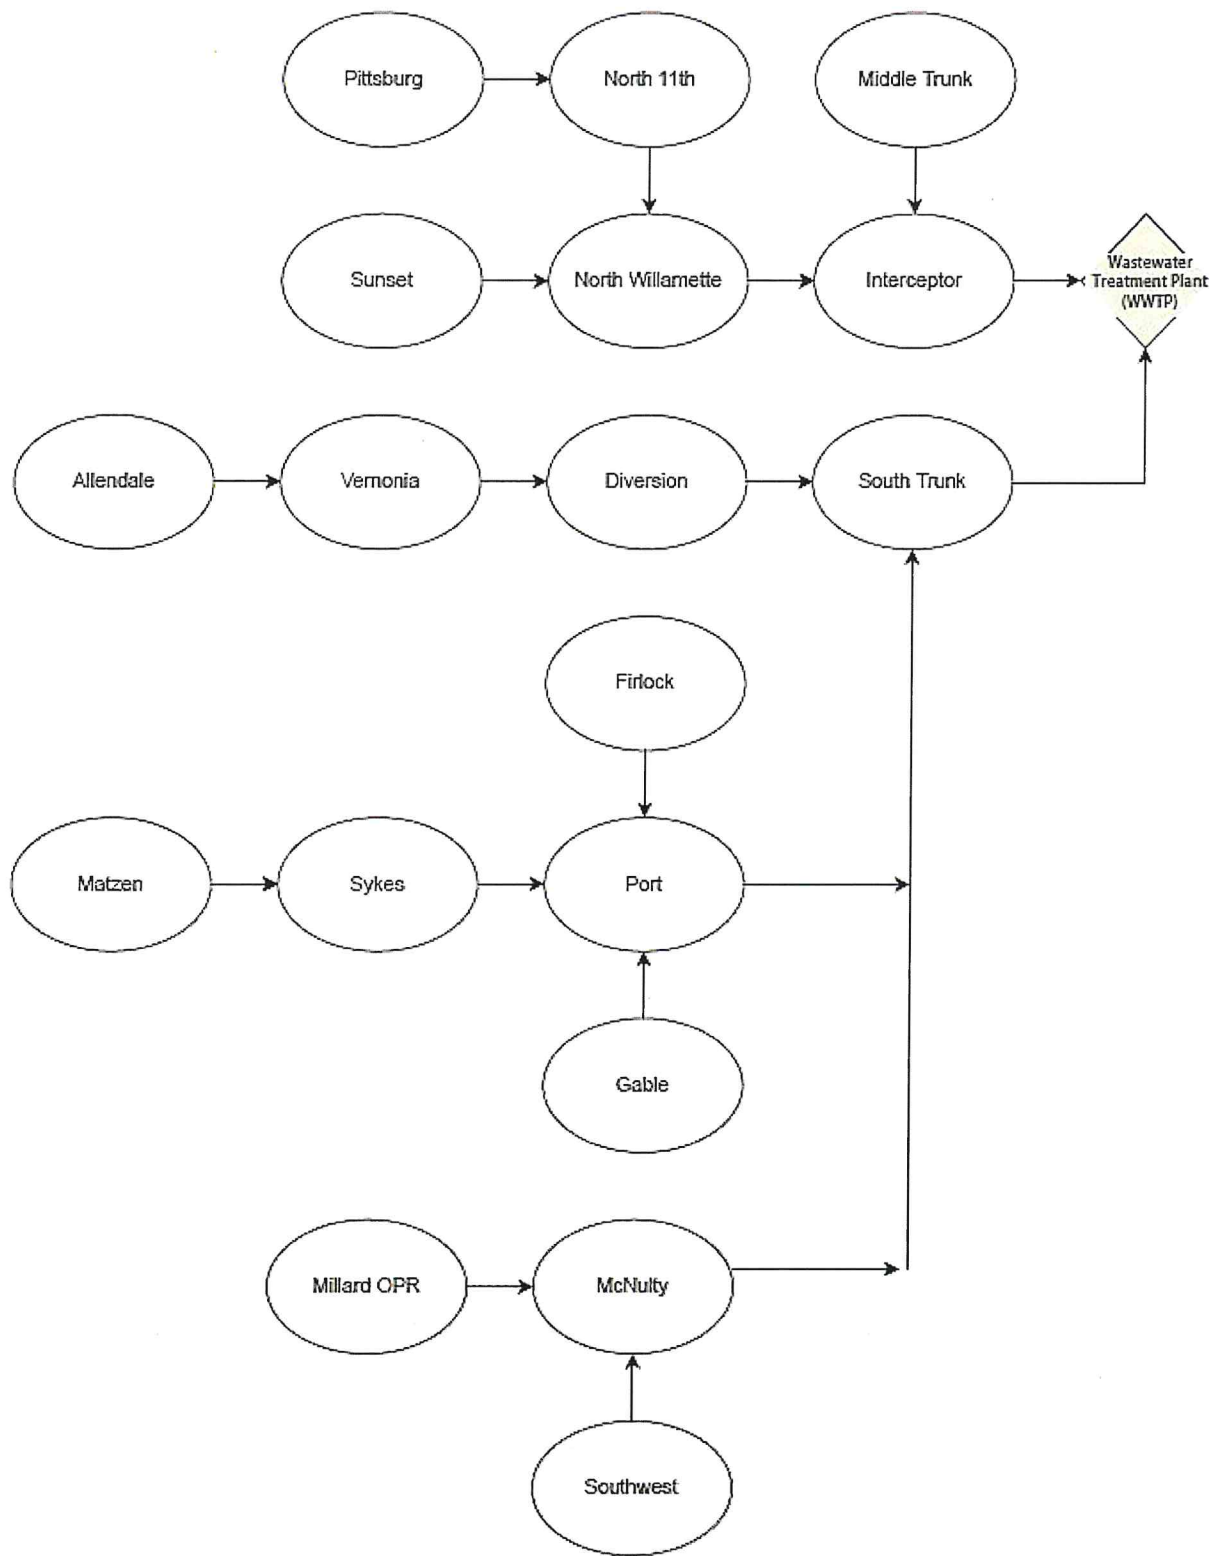 Pittsburg
North 11th
Middle Trunk
Sunset
North Willamette
Interceptor
Wastewater
Treatment Plant
(WWTP)
Allendale
Vernonia
Diversion
South Trunk
Firlock
Matzen
Sykes
Port
Gable
Millard OPR
McNulty
Southwest